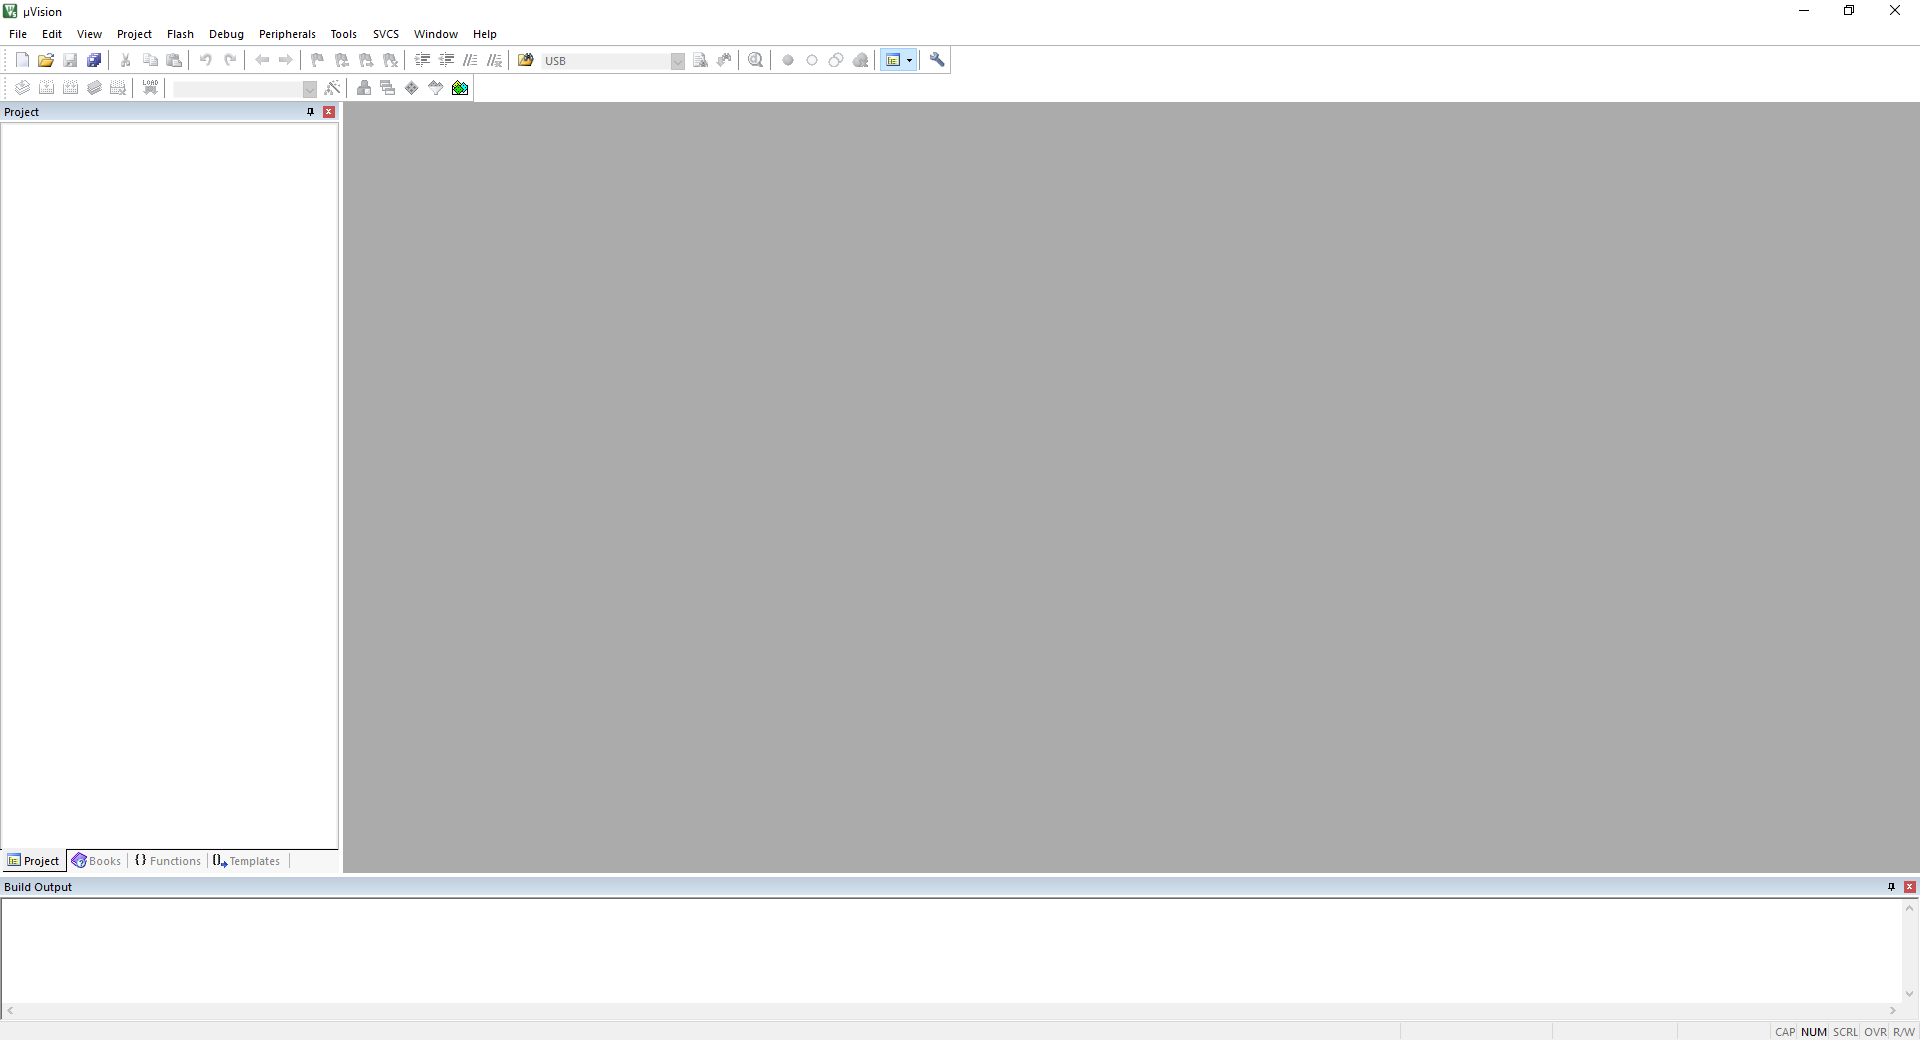 µVision
File Edit View Project Flash Debug Peripherals Tools SVCS Window Help
USB
LOAD
Project
Project Books Functions Templates
Build Output
CAP NUM SCRL OVR R/W